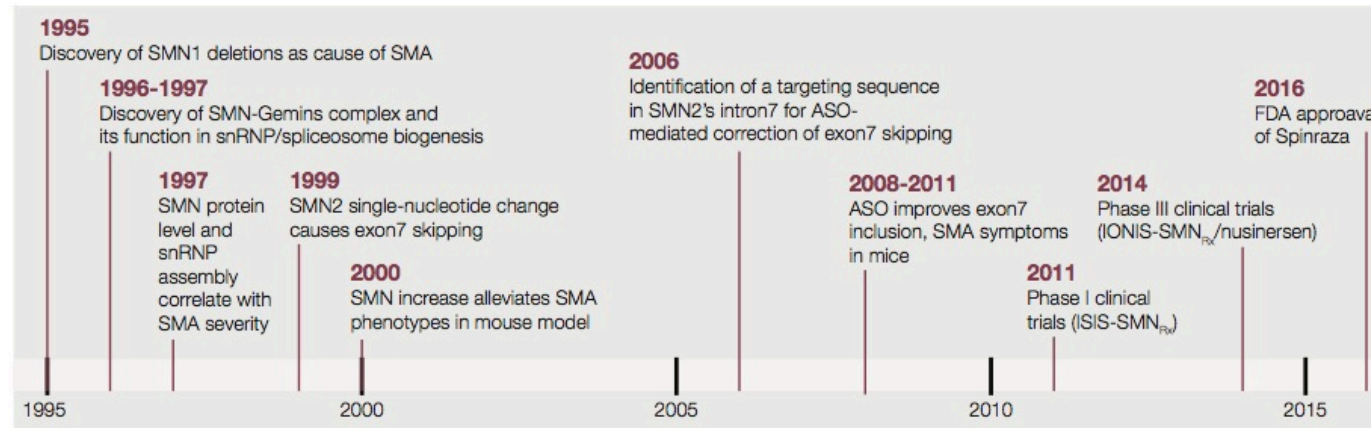 1995
Discovery of SMN1 deletions as cause of SMA
1996-1997
Discovery of SMN-Gemins complex and
its function in snRNP/spliceosome biogenesis
1997
SMN protein
level and
snRNP
assembly
correlate with
SMA severity
1999
SMN2 single-nucleotide change
causes exon7 skipping
2000
SMN increase alleviates SMA
phenotypes in mouse model
2006
Identification of a targeting sequence
in SMN2's intron7 for ASO-
mediated correction of exon7 skipping
2008-2011
ASO improves exon7
inclusion, SMA symptoms
in mice
2011
Phase I clinical
trials (ISIS-SMNRx)
2014
Phase III clinical trials
(IONIS-SMNRx/nusinersen)
2016
FDA approava
of Spinraza
1995
2000
2005
2010
2015